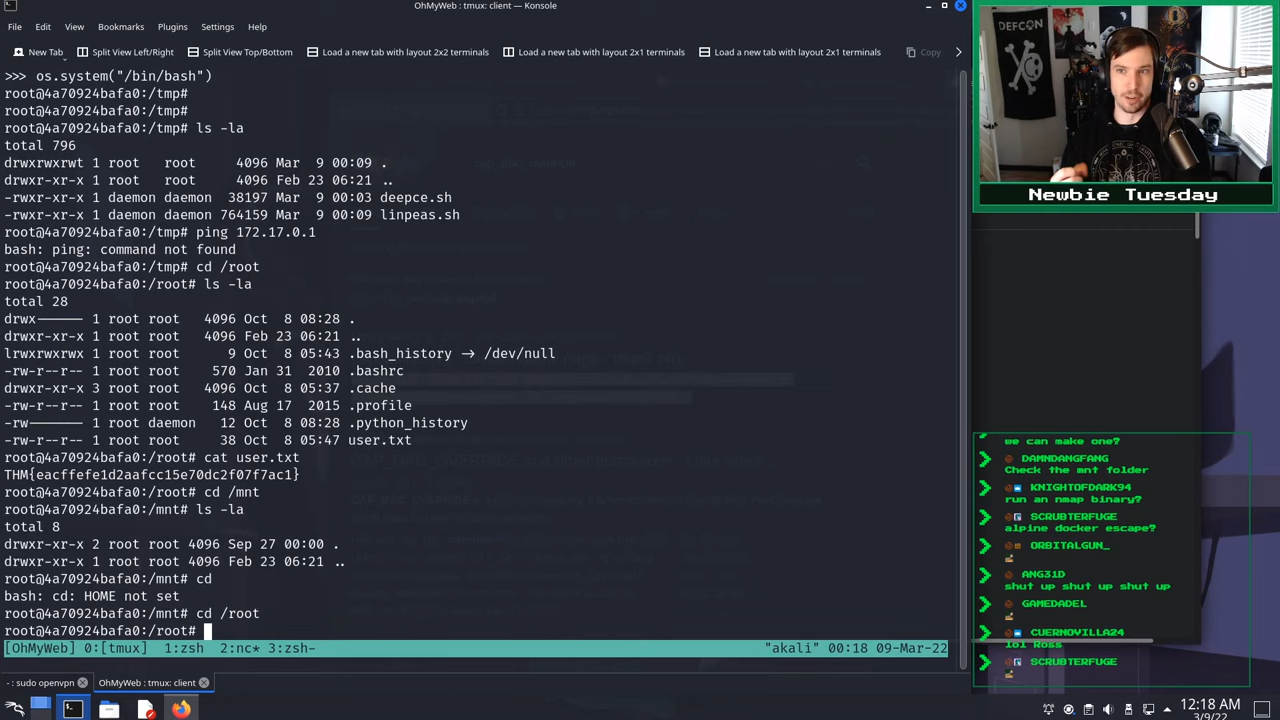 OhMyWeb : tmux: client — Konsole
File Edit View Bookmarks Plugins Settings Help
New Tab Split View Left/Right Split View Top/Bottom Load a new tab with layout 2x2 terminals Load a new tab with layout terminals Load a new tab with layout terminals Copy
>>> os.system("/bin/bash")
root@4a70924bafa0:/tmp#
root@4a70924bafa0:/tmp#
root@4a70924bafa0:/tmp# ls -la
total 796
drwxrwxrwt 1 root root 4096 Mar 9 00:09 .
drwxr-xr-x 1 root root 4096 Feb 23 06:21 ..
-rwxr-xr-x 1 daemon daemon 38197 Mar 9 00:03 deepce.sh
-rwxr-xr-x 1 daemon daemon 764159 Mar 9 00:09 linpeas.sh
root@4a70924bafa0:/tmp# ping 172.17.0.1
bash: ping: command not found
root@4a70924bafa0:/tmp# cd /root
root@4a70924bafa0:/root# ls -la
total 28
drwx------ 1 root root 4096 Oct 8 08:28 .
drwxr-xr-x 1 root root 4096 Feb 23 06:21 ..
lrwxrwxrwx 1 root root 9 Oct 8 05:43 .bash_history -> /dev/null
-rw-r--r-- 1 root root 570 Jan 31 2010 .bashrc
drwxr-xr-x 3 root root 4096 Oct 8 05:37 .cache
-rw-r--r-- 1 root root 148 Aug 17 2015 .profile
-rw------- 1 root daemon 12 Oct 8 08:28 .python_history
-rw-r--r-- 1 root root 38 Oct 8 05:47 user.txt
root@4a70924bafa0:/root# cat user.txt
THM{eacffefe1d2aafcc15e70dc2f07f7ac1}
root@4a70924bafa0:/root# cd /mnt
root@4a70924bafa0:/mnt# ls -la
total 8
drwxr-xr-x 2 root root 4096 Sep 27 00:00 .
drwxr-xr-x 1 root root 4096 Feb 23 06:21 ..
root@4a70924bafa0:/mnt# cd
bash: cd: HOME not set
root@4a70924bafa0:/mnt# cd /root
root@4a70924bafa0:/root#
[OhMyWeb] 0:[tmux] 1:zsh 2:nc* 3:zsh- "akali" 00:18 09-Mar-22
- : sudo openvpn OhMyWeb : tmux: client
DEFCON
Newbie Tuesday
we can make one?
DAMNDANGFANG
Check the mnt folder
KNIGHTOFDARK94
run an nmap binary?
SCRUBTERFUGE
alpine docker escape?
ORBITALGUN_
ANG31D
shut up shut up shut up
GAMEDADEL
CUERNOVILLA24
lol Ross
SCRUBTERFUGE
12:18 AM
3/9/22